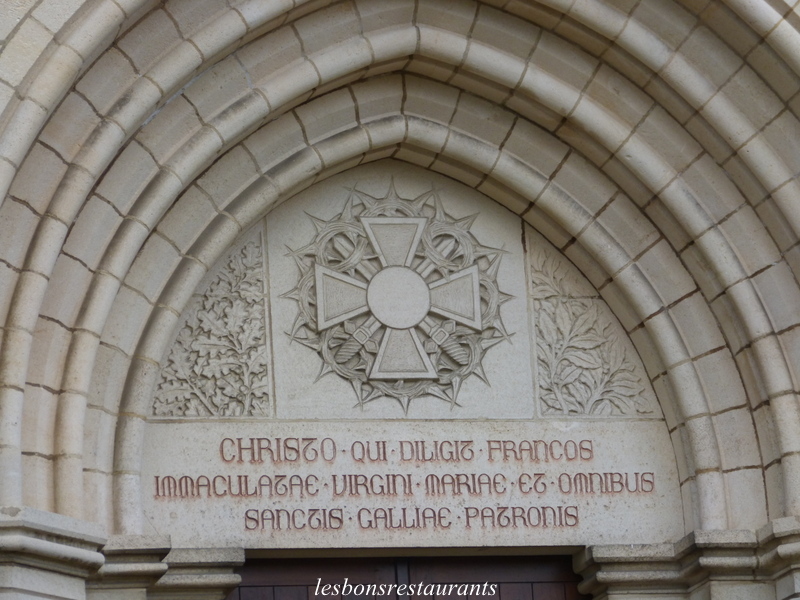 CHRISTO · QUI · DILIGIT · FRANCOS
IMMACULATAE · VIRGINI · MARIAE · ET · OMNIBUS
SANCTIS · GALLIAE · PATRONIS
lesbonsrestaurants